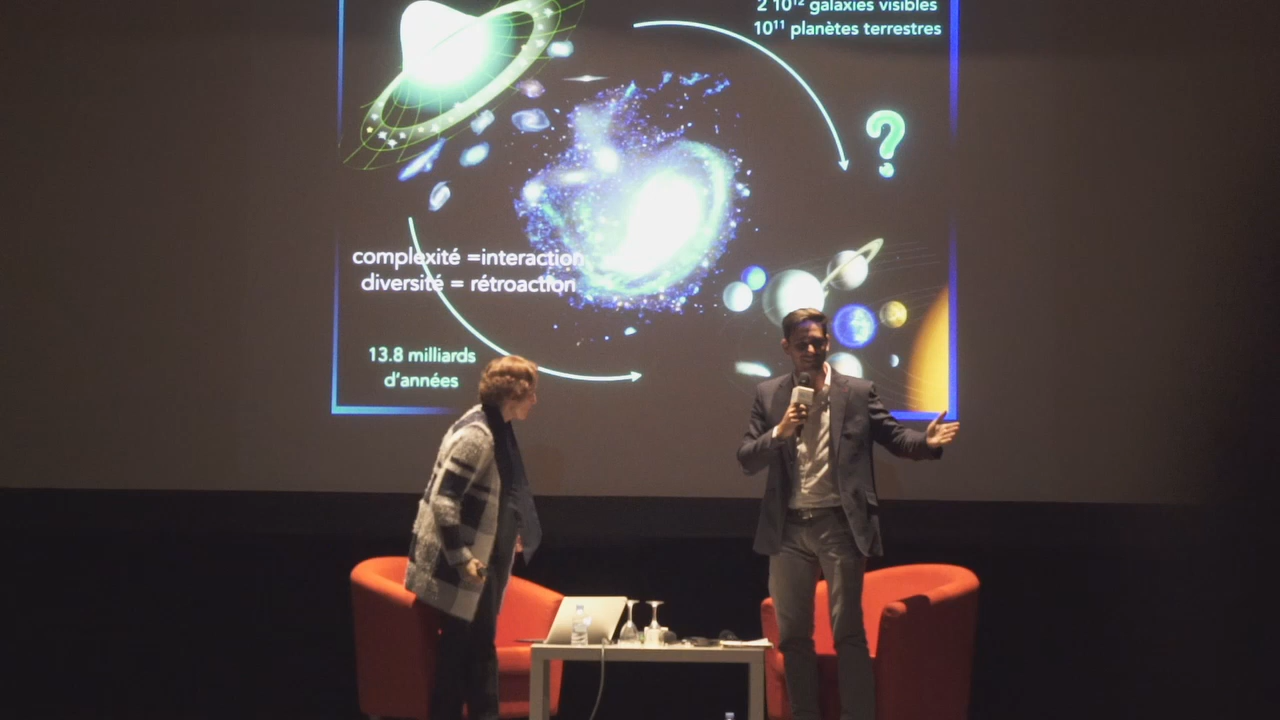 2 10¹² galaxies visibles
10¹¹ planètes terrestres
?
complexité =interaction
diversité = rétroaction
13.8 milliards
d'années